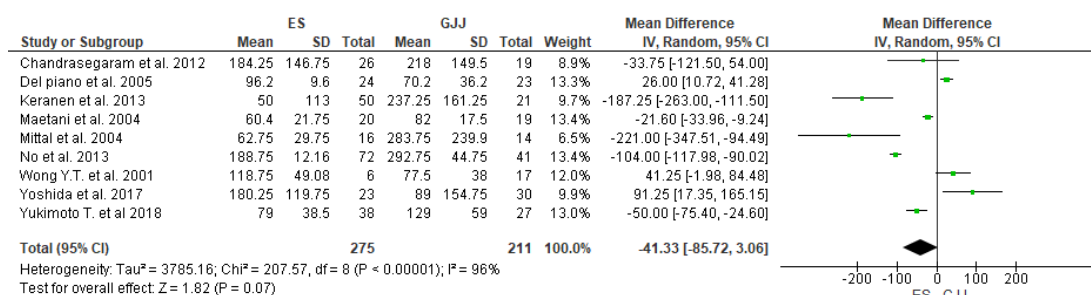 ES GJJ Mean Difference Mean Difference
Study or Subgroup Mean SD Total Mean SD Total Weight IV, Random, 95% CI IV, Random, 95% CI
Chandrasegaram et al. 2012 184.25 146.75 26 218 149.5 19 8.9% -33.75 [-121.50, 54.00]
Del piano et al. 2005 96.2 9.6 24 70.2 36.2 23 13.3% 26.00 [10.72, 41.28]
Keranen et al. 2013 50 113 50 237.25 161.25 21 9.7% -187.25 [-263.00, -111.50]
Maetani et al. 2004 60.4 21.75 20 82 17.5 19 13.4% -21.60 [-33.96, -9.24]
Mittal et al. 2004 62.75 29.75 16 283.75 239.9 14 6.5% -221.00 [-347.51, -94.49]
No et al. 2013 188.75 12.16 72 292.75 44.75 41 13.4% -104.00 [-117.98, -90.02]
Wong Y.T. et al. 2001 118.75 49.08 6 77.5 38 17 12.0% 41.25 [-1.98, 84.48]
Yoshida et al. 2017 180.25 119.75 23 89 154.75 30 9.9% 91.25 [17.35, 165.15]
Yukimoto T. et al 2018 79 38.5 38 129 59 27 13.0% -50.00 [-75.40, -24.60]
Total (95% CI) 275 211 100.0% -41.33 [-85.72, 3.06]
Heterogeneity: Tau² = 3785.16; Chi² = 207.57, df = 8 (P < 0.00001); I² = 96%
Test for overall effect: Z = 1.82 (P = 0.07)
-200 -100 0 100 200
ES